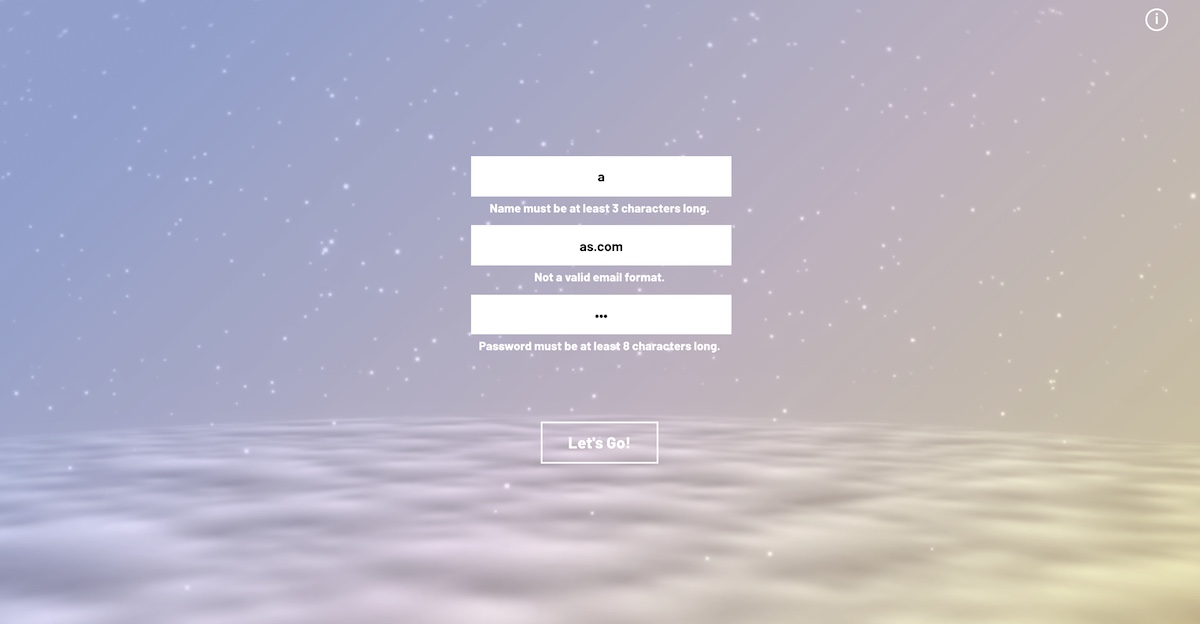 i
a
Name must be at least 3 characters long.
as.com
Not a valid email format.
•••
Password must be at least 8 characters long.
Let's Go!